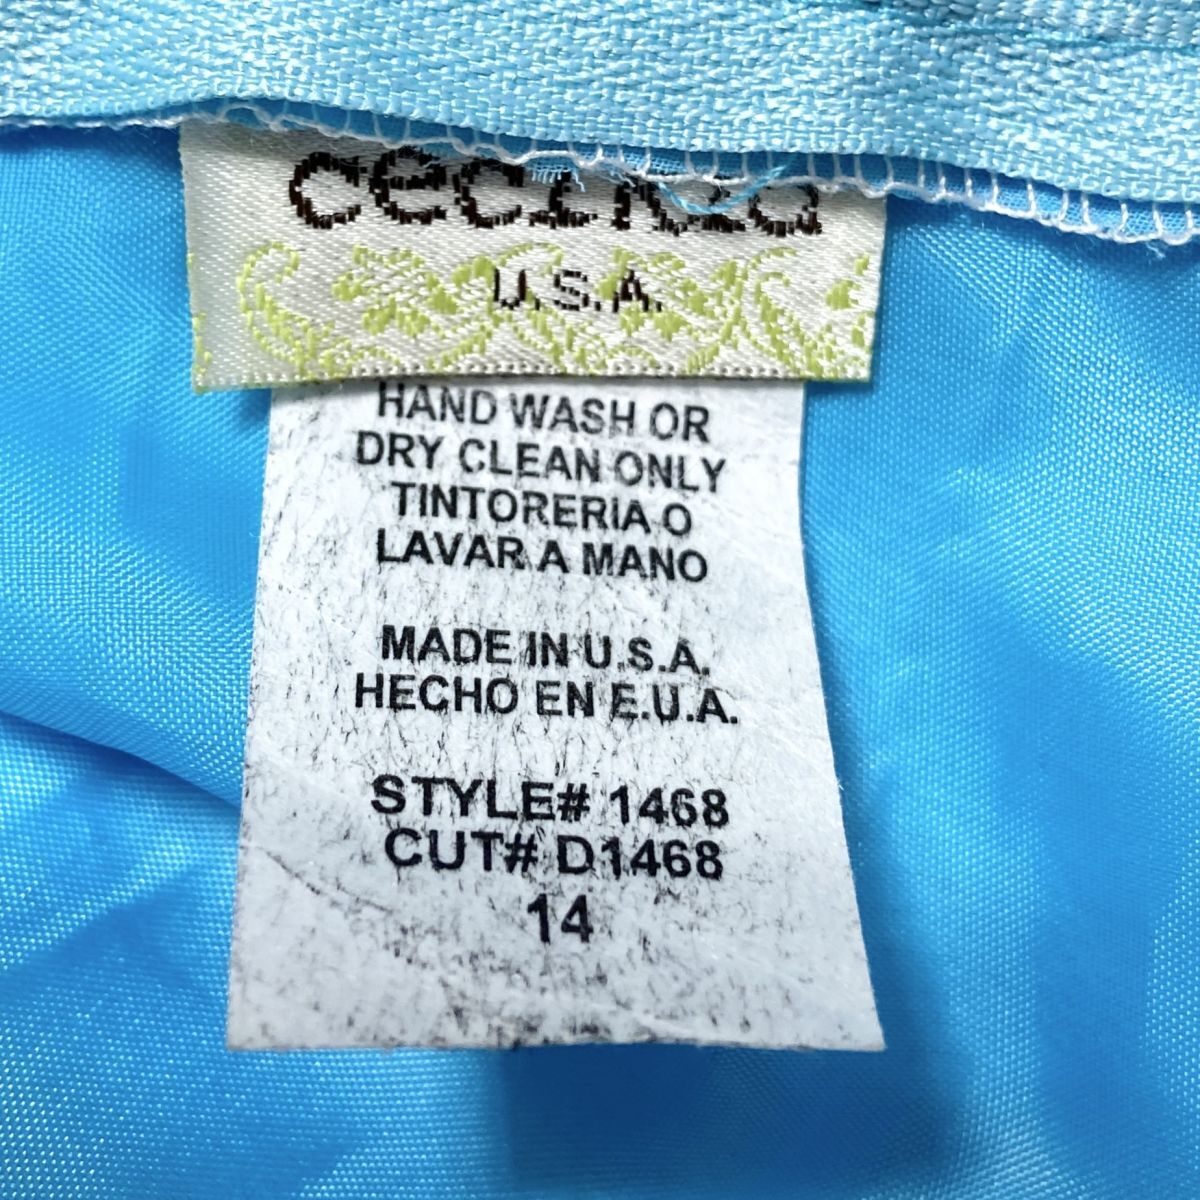 U.S.A.
HAND WASH OR
DRY CLEAN ONLY
TINTORERIA O
LAVAR A MANO
MADE IN U.S.A.
HECHO EN E.U.A.
STYLE# 1468
CUT# D1468
14